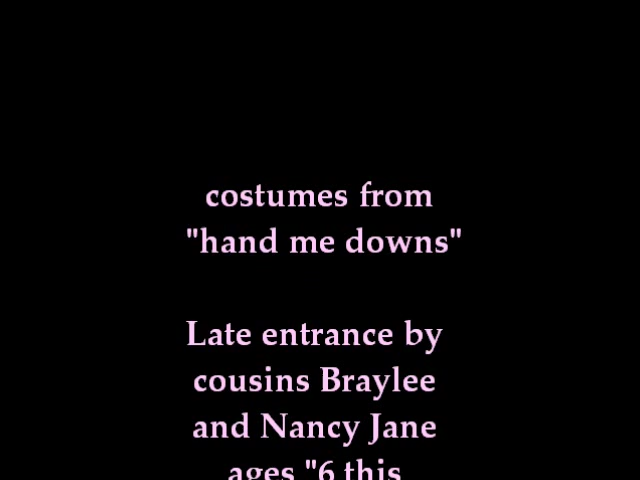 costumes from
"hand me downs"
Late entrance by
cousins Braylee
and Nancy Jane
ages "6 this